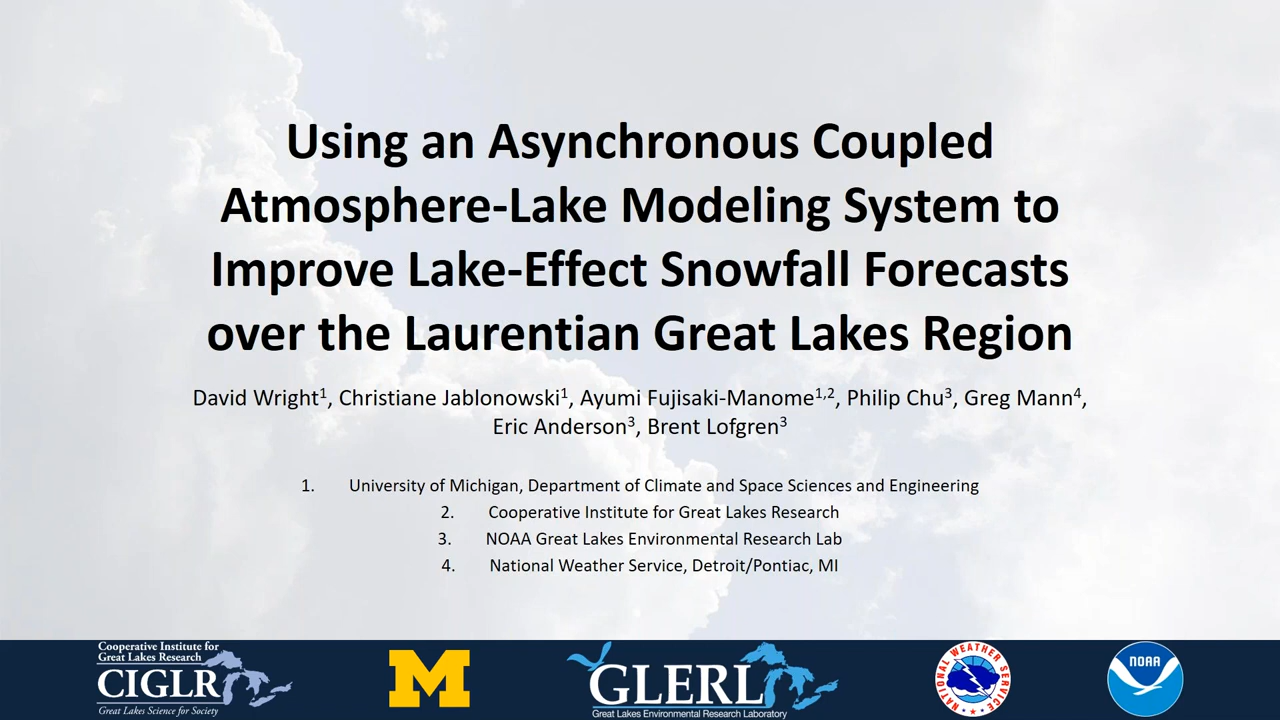 Using an Asynchronous Coupled
Atmosphere-Lake Modeling System to
Improve Lake-Effect Snowfall Forecasts
over the Laurentian Great Lakes Region
David Wright1, Christiane Jablonowski1, Ayumi Fujisaki-Manome1,2, Philip Chu3, Greg Mann4,
Eric Anderson3, Brent Lofgren3
1. University of Michigan, Department of Climate and Space Sciences and Engineering
2. Cooperative Institute for Great Lakes Research
3. NOAA Great Lakes Environmental Research Lab
4. National Weather Service, Detroit/Pontiac, MI
Cooperative Institute for
Great Lakes Research
CIGLR
Great Lakes Science for Society
M
GLERL
Great Lakes Environmental Research Laboratory
NATIONAL WEATHER SERVICE
NOAA